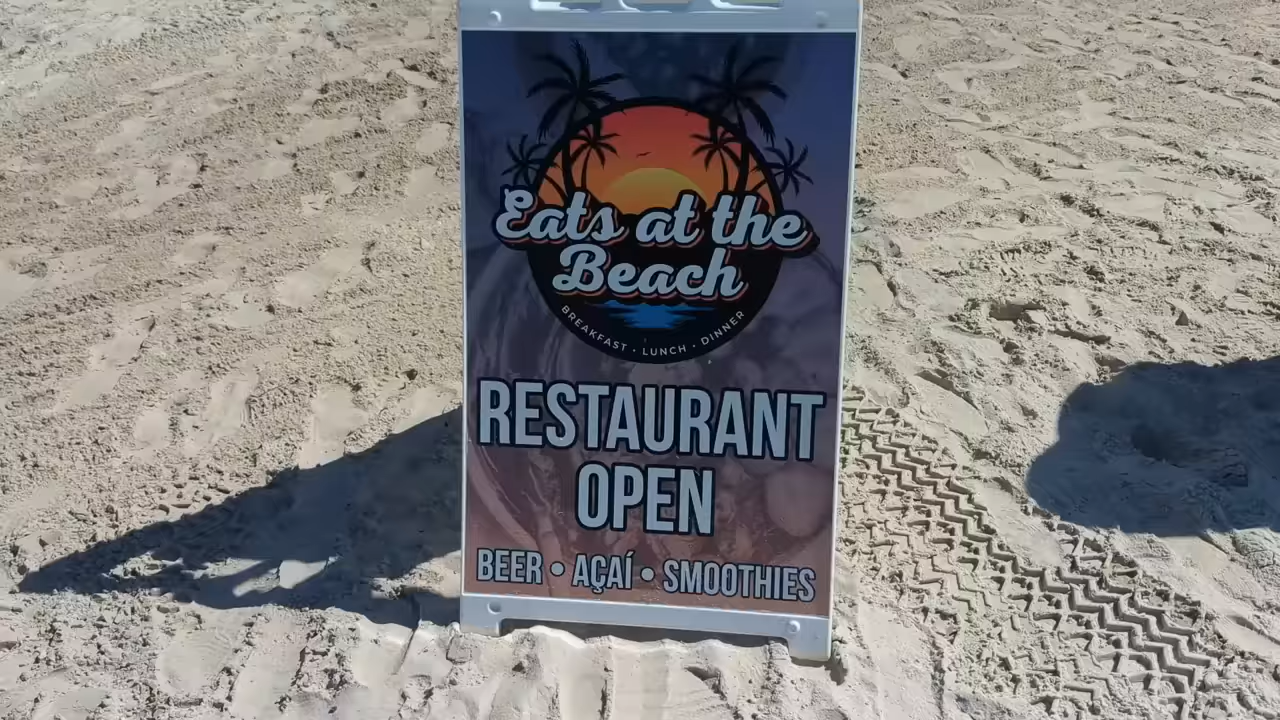 Eats at the
Beach
BREAKFAST • LUNCH • DINNER
RESTAURANT
OPEN
BEER • AÇAÍ • SMOOTHIES